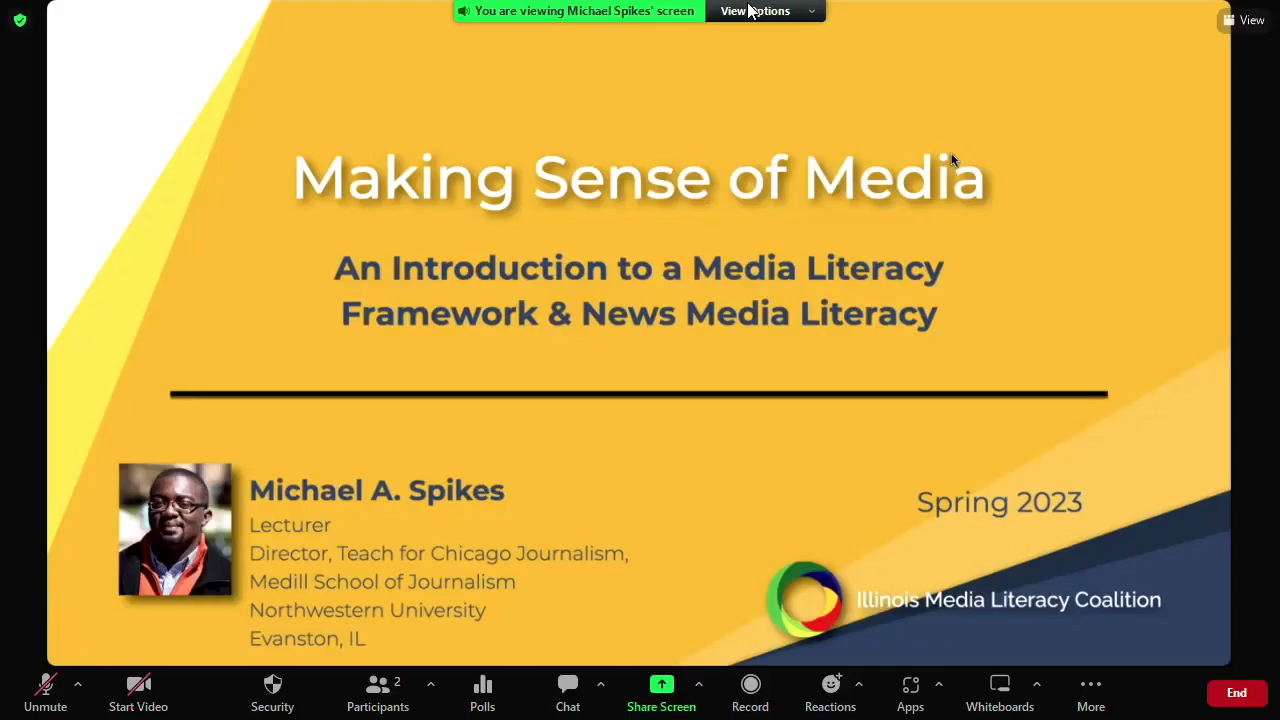 You are viewing Michael Spikes' screen
View Options
View
Making Sense of Media
An Introduction to a Media Literacy
Framework & News Media Literacy
Michael A. Spikes
Lecturer
Director, Teach for Chicago Journalism,
Medill School of Journalism
Northwestern University
Evanston, IL
Spring 2023
Illinois Media Literacy Coalition
Unmute
Start Video
Security
Participants
2
Polls
Chat
Share Screen
Record
Reactions
Apps
Whiteboards
More
End